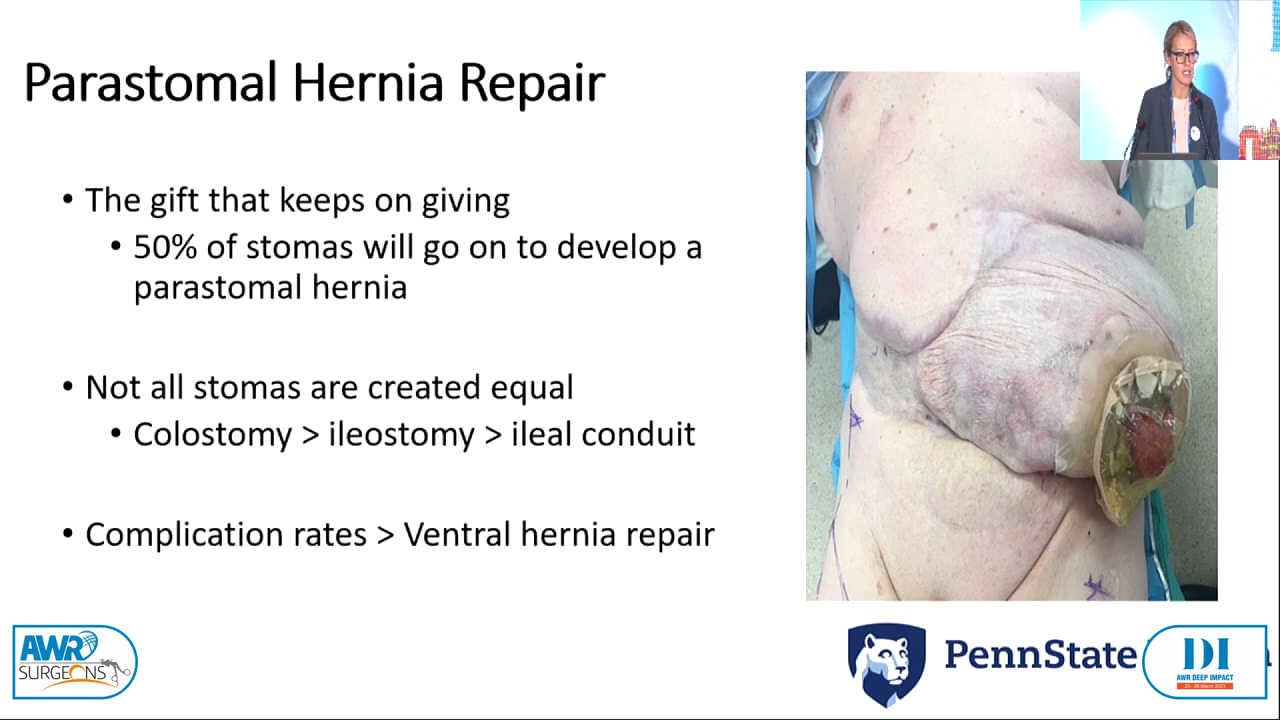 Parastomal Hernia Repair
• The gift that keeps on giving
• 50% of stomas will go on to develop a
parastomal hernia
• Not all stomas are created equal
• Colostomy > ileostomy > ileal conduit
• Complication rates > Ventral hernia repair
AWR
SURGEONS
PennState
DI
AWR DEEP IMPACT